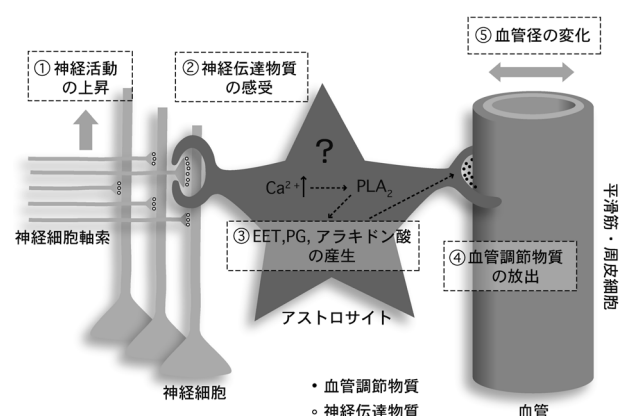 ① 神経活動
の上昇
② 神経伝達物質
の感受
⑤ 血管径の変化
?
Ca²⁺↑ PLA₂
③ EET,PG, アラキドン酸
の産生
④ 血管調節物質
の放出
平滑筋・周皮細胞
神経細胞軸索
アストロサイト
神経細胞
• 血管調節物質
∘ 神経伝達物質
血管